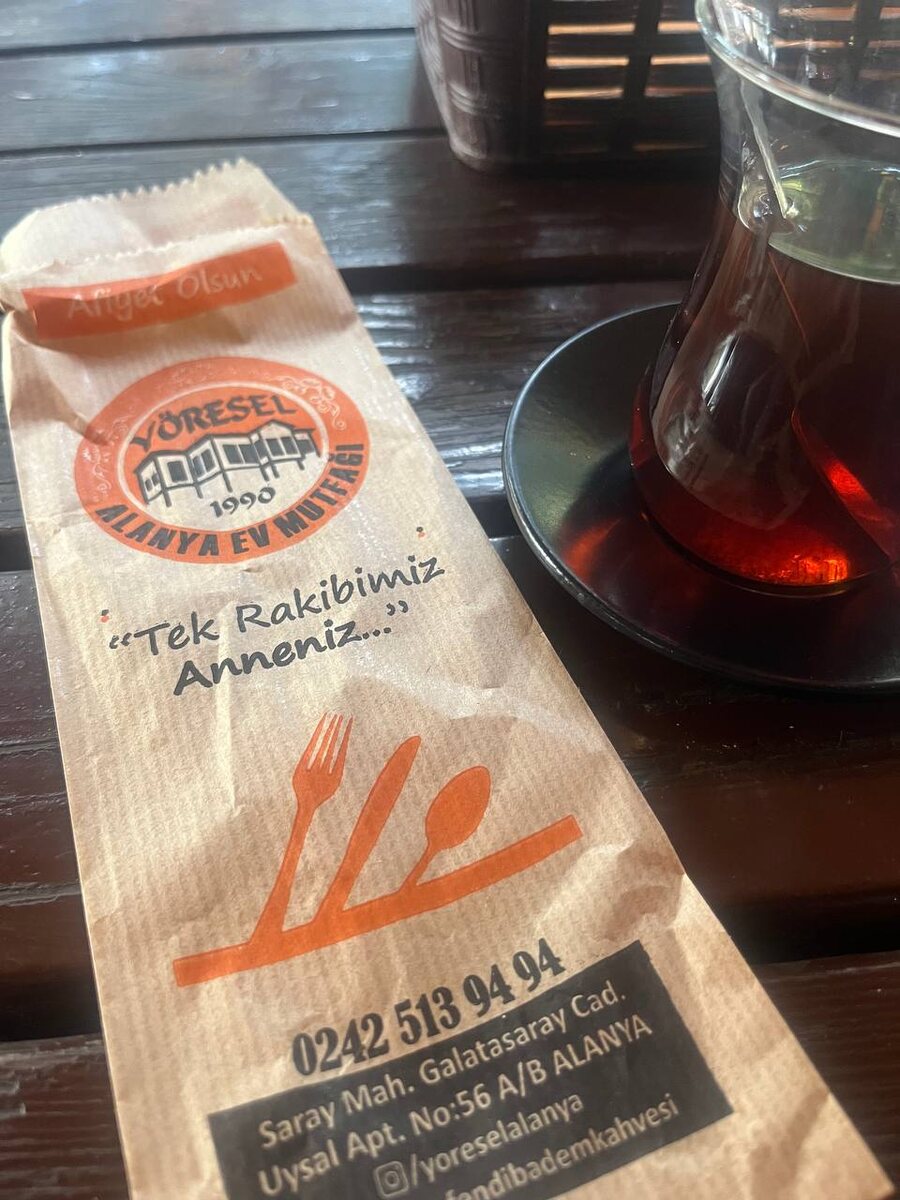 Afiyet Olsun
YÖRESEL
1990
ALANYA EV MUTFAĞI
“Tek Rakibimiz
Anneniz...”
0242 513 94 94
Saray Mah. Galatasaray Cad.
Uysal Apt. No:56 A/B ALANYA
/yoreselalanya
fendibademkahvesi